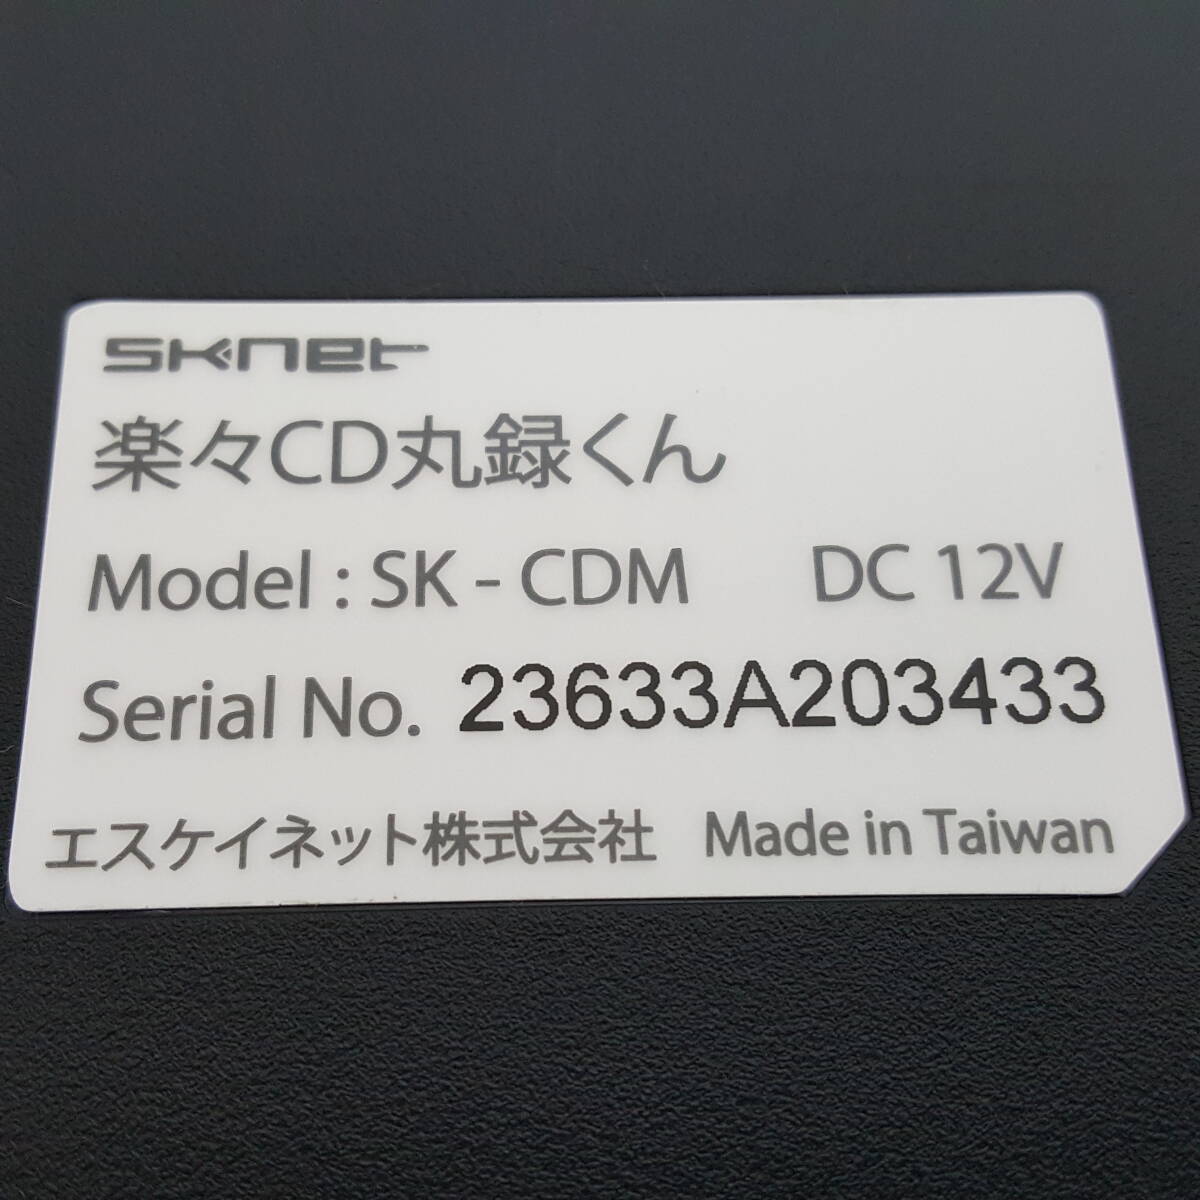 SKnet
楽々CD丸録くん
Model : SK - CDM DC 12V
Serial No. 23633A203433
エスケイネット株式会社 Made in Taiwan